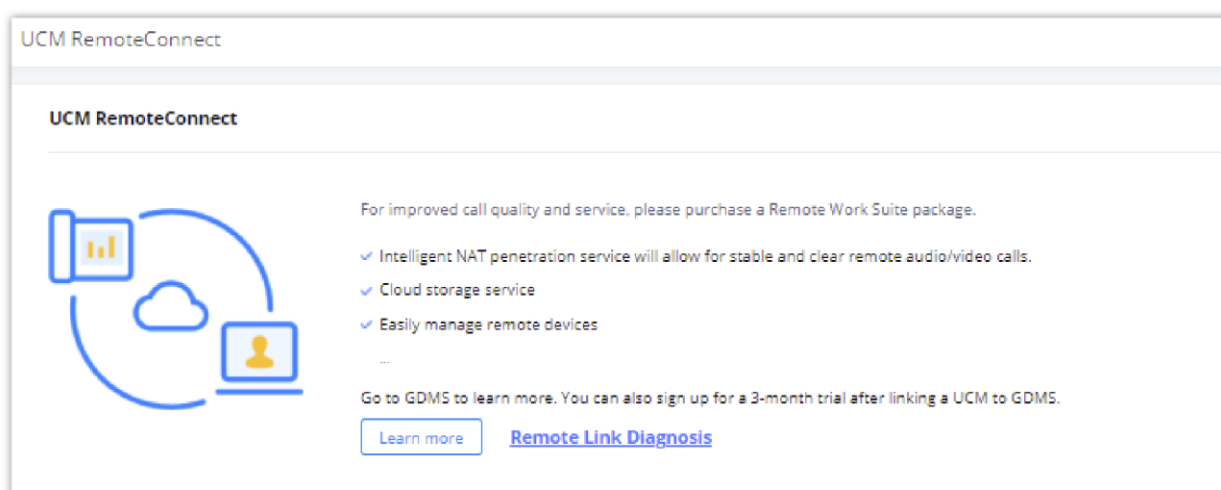 UCM RemoteConnect
UCM RemoteConnect
For improved call quality and service, please purchase a Remote Work Suite package.
Intelligent NAT penetration service will allow for stable and clear remote audio/video calls.
Cloud storage service
Easily manage remote devices
...
Go to GDMS to learn more. You can also sign up for a 3-month trial after linking a UCM to GDMS.
Learn more Remote Link Diagnosis